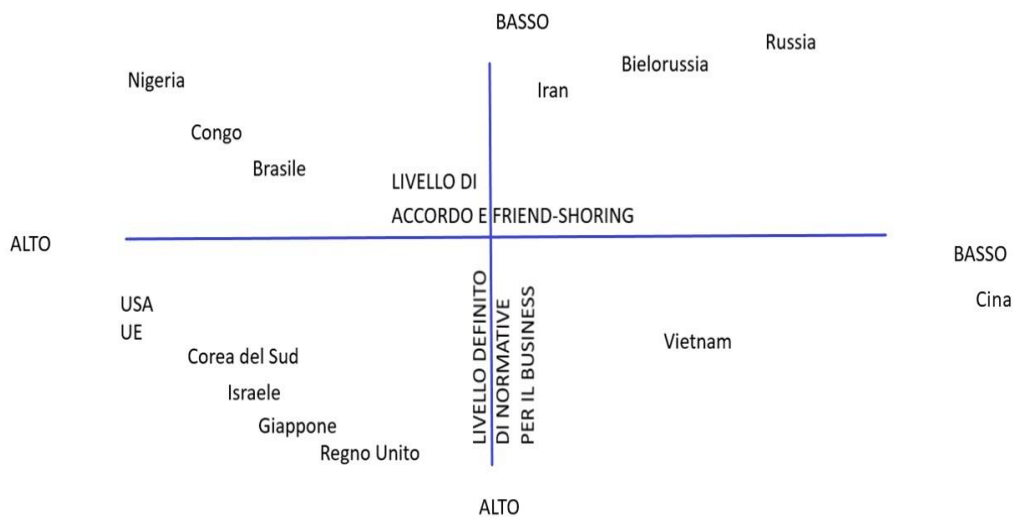 BASSO
Russia
Bielorussia
Nigeria
Iran
Congo
Brasile
LIVELLO DI
ACCORDO E FRIEND-SHORING
ALTO
BASSO
Cina
USA
UE
Vietnam
Corea del Sud
Israele
Giappone
Regno Unito
LIVELLO DEFINITO
DI NORMATIVE
PER IL BUSINESS
ALTO